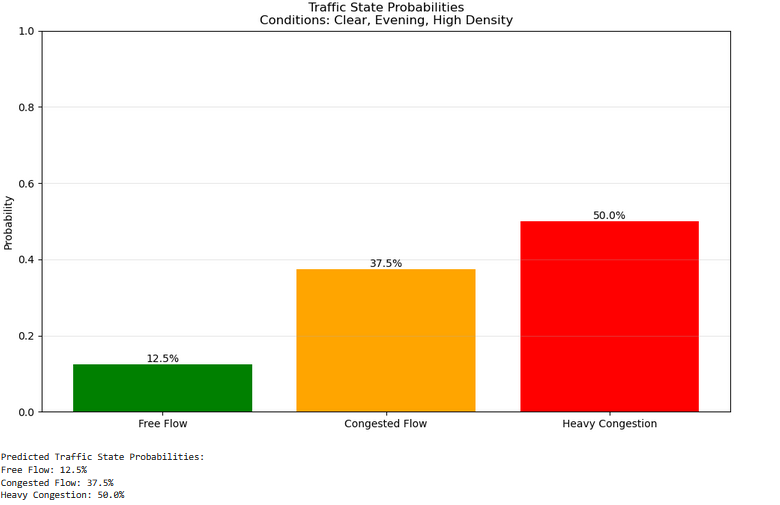 Traffic State Probabilities
Conditions: Clear, Evening, High Density
1.0
0.8
0.6
0.4
0.2
0.0
Probability
12.5%
37.5%
50.0%
Free Flow
Congested Flow
Heavy Congestion
Predicted Traffic State Probabilities:
Free Flow: 12.5%
Congested Flow: 37.5%
Heavy Congestion: 50.0%